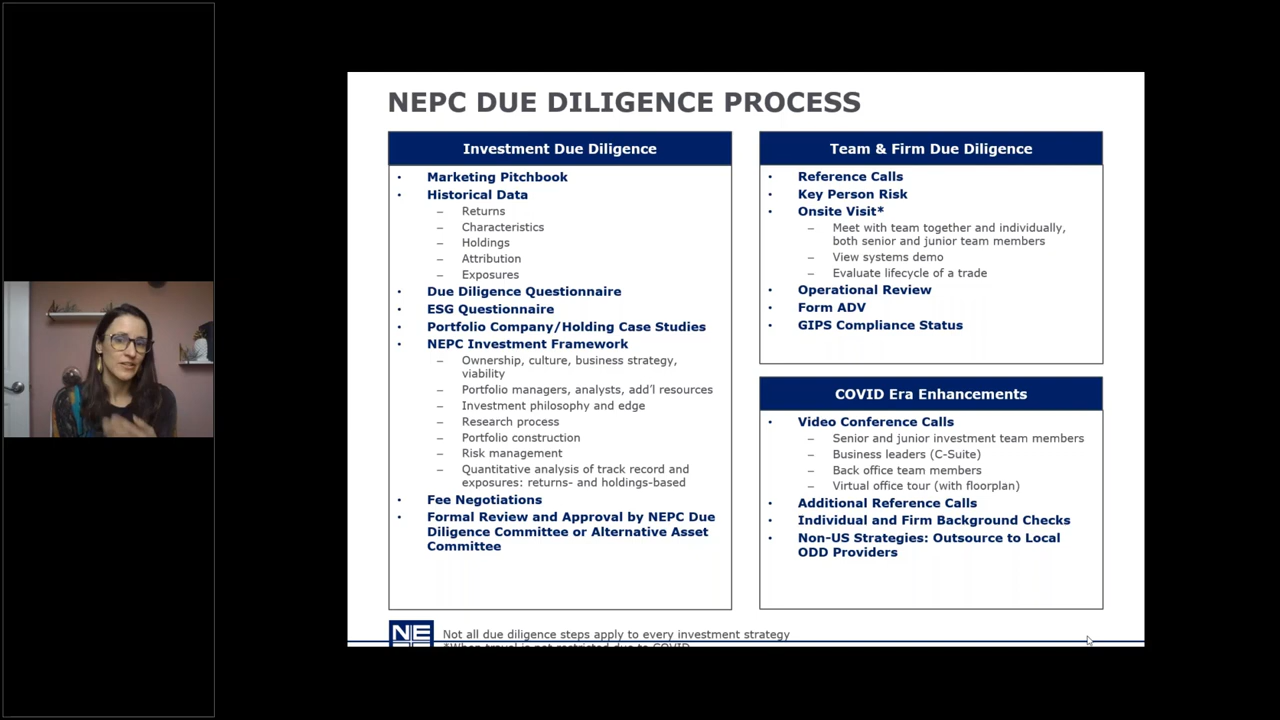 NEPC DUE DILIGENCE PROCESS
Investment Due Diligence
• Marketing Pitchbook
• Historical Data
– Returns
– Characteristics
– Holdings
– Attribution
– Exposures
• Due Diligence Questionnaire
• ESG Questionnaire
• Portfolio Company/Holding Case Studies
• NEPC Investment Framework
– Ownership, culture, business strategy,
viability
– Portfolio managers, analysts, add'l resources
– Investment philosophy and edge
– Research process
– Portfolio construction
– Risk management
– Quantitative analysis of track record and
exposures: returns- and holdings-based
• Fee Negotiations
• Formal Review and Approval by NEPC Due
Diligence Committee or Alternative Asset
Committee
Team & Firm Due Diligence
• Reference Calls
• Key Person Risk
• Onsite Visit*
– Meet with team together and individually,
both senior and junior team members
– View systems demo
– Evaluate lifecycle of a trade
• Operational Review
• Form ADV
• GIPS Compliance Status
COVID Era Enhancements
• Video Conference Calls
– Senior and junior investment team members
– Business leaders (C-Suite)
– Back office team members
– Virtual office tour (with floorplan)
• Additional Reference Calls
• Individual and Firm Background Checks
• Non-US Strategies: Outsource to Local
ODD Providers
NE
Not all due diligence steps apply to every investment strategy
*When travel is not restricted due to COVID